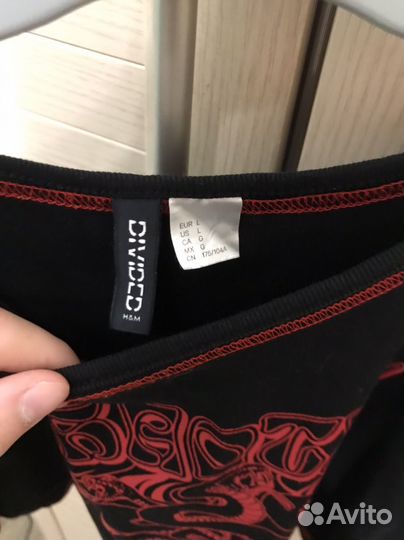 DIVIDED
H&M
EUR L
US L
CA G
MX G
CN 175/104A
Avito